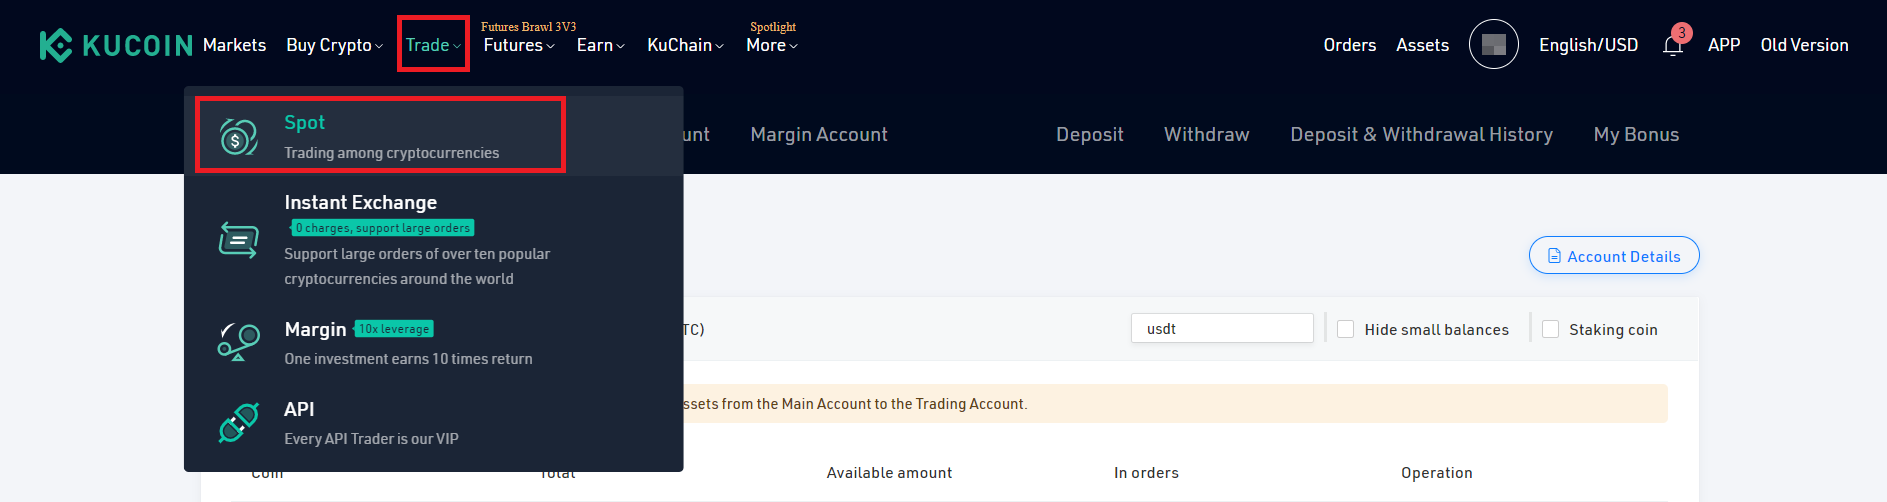 Futures Brawl 3V3 Spotlight
KUCOIN Markets Buy Crypto Trade Futures Earn KuChain More Orders Assets English/USD 3 APP Old Version
Spot
Trading among cryptocurrencies
unt Margin Account Deposit Withdraw Deposit & Withdrawal History My Bonus
Instant Exchange
0 charges, support large orders
Support large orders of over ten popular
cryptocurrencies around the world
Account Details
Margin 10x leverage
One investment earns 10 times return
TC) usdt Hide small balances Staking coin
API
Every API Trader is our VIP
ssets from the Main Account to the Trading Account.
Coin Total Available amount In orders Operation